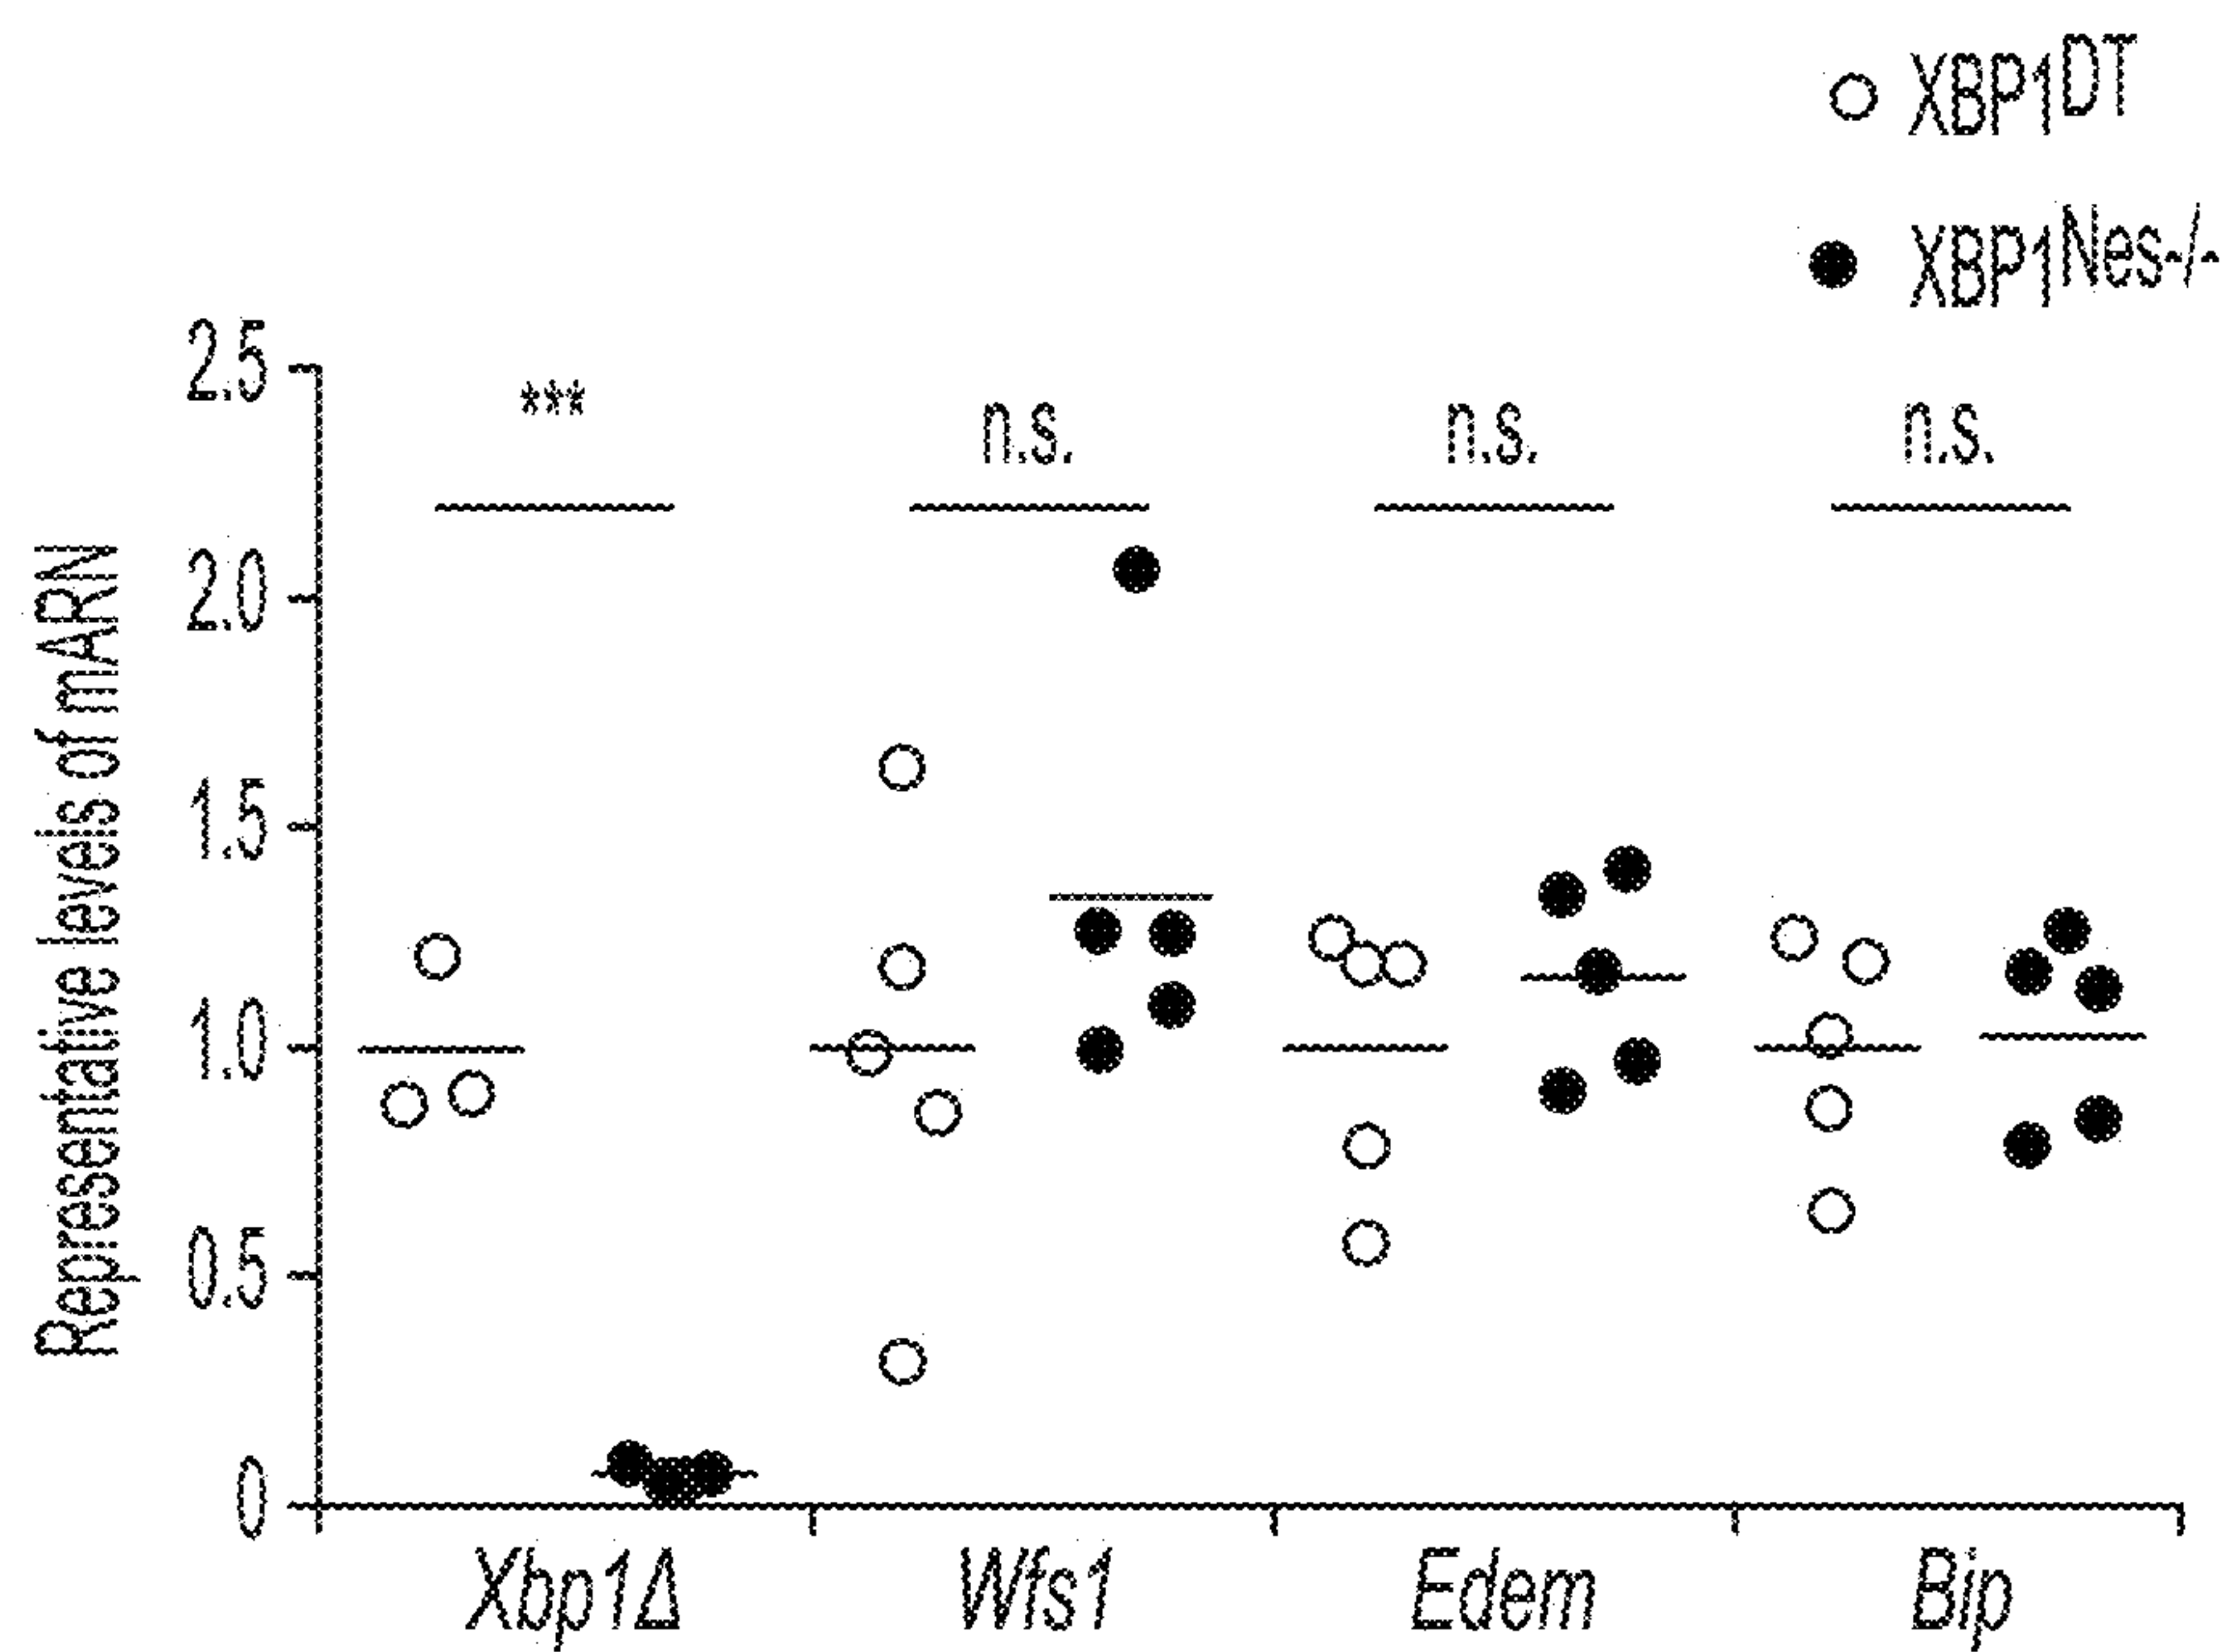 XBP1DT
XBP1Nes-/-
2.5
2.0
1.5
1.0
0.5
0
Representative levels of mARN
***
n.s.
n.s.
n.s.
Xbp1Δ
Wfs1
Edem
Bip